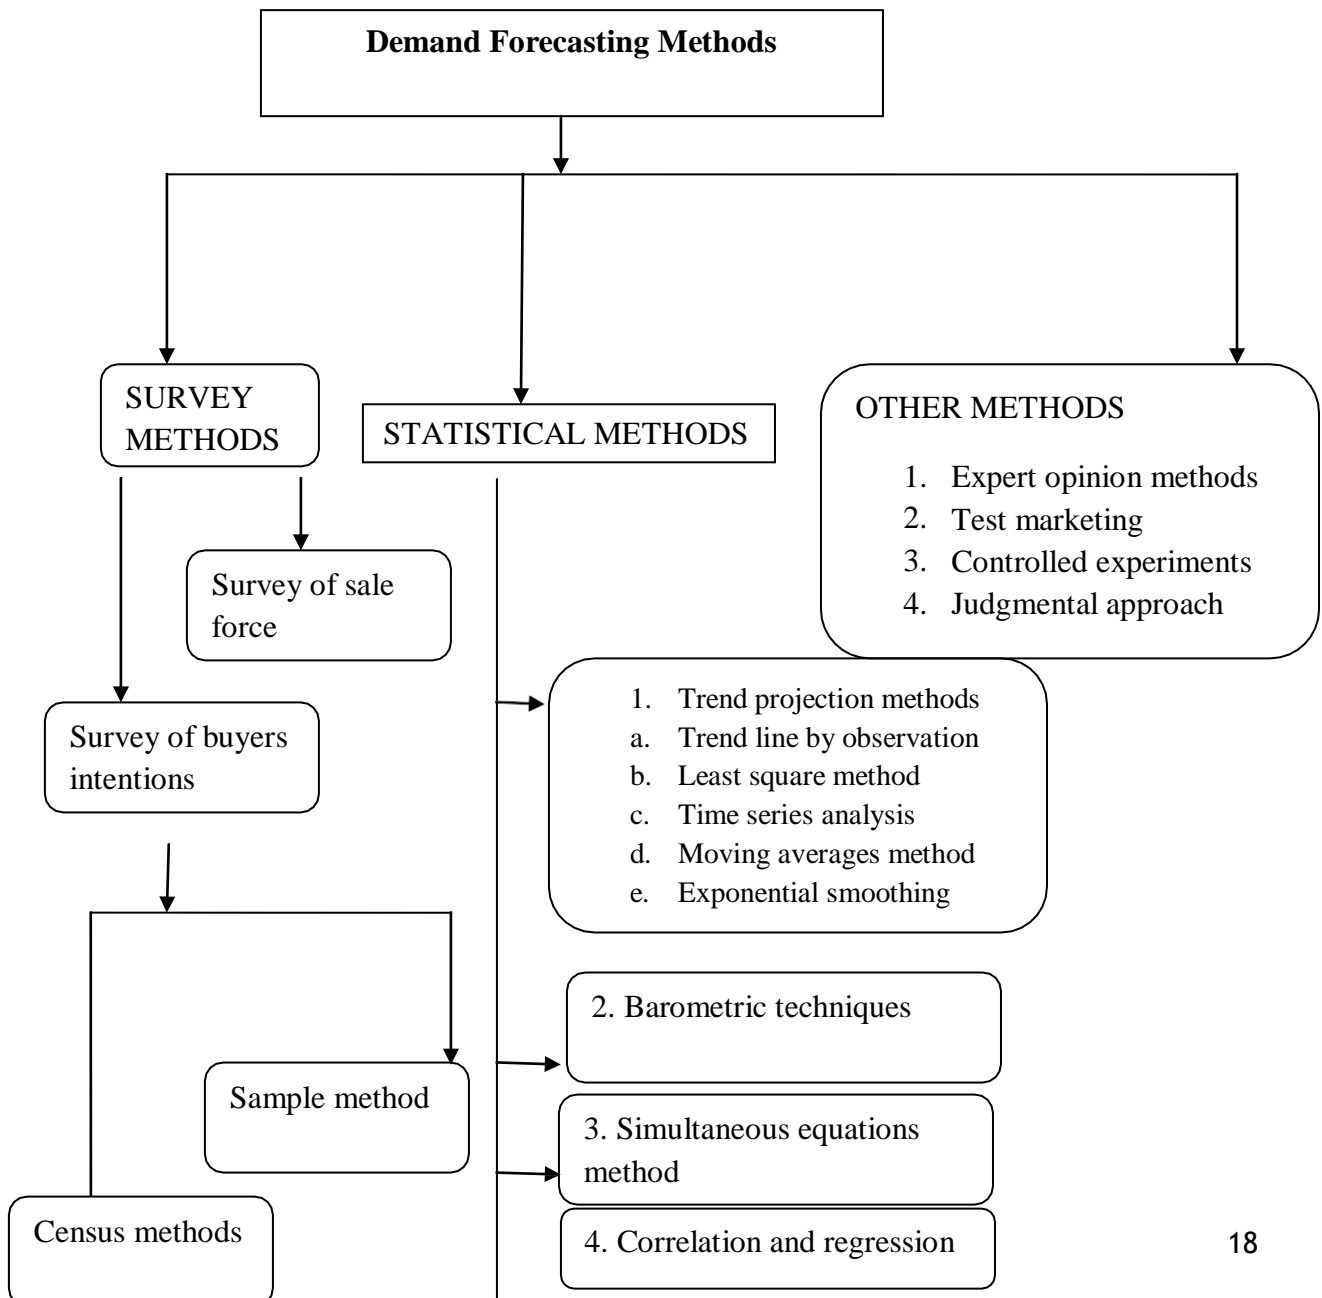 Demand Forecasting Methods
SURVEY
METHODS
STATISTICAL METHODS
OTHER METHODS
1. Expert opinion methods
2. Test marketing
3. Controlled experiments
4. Judgmental approach
Survey of sale
force
Survey of buyers
intentions
1. Trend projection methods
a. Trend line by observation
b. Least square method
c. Time series analysis
d. Moving averages method
e. Exponential smoothing
2. Barometric techniques
Sample method
3. Simultaneous equations
method
Census methods
4. Correlation and regression
18